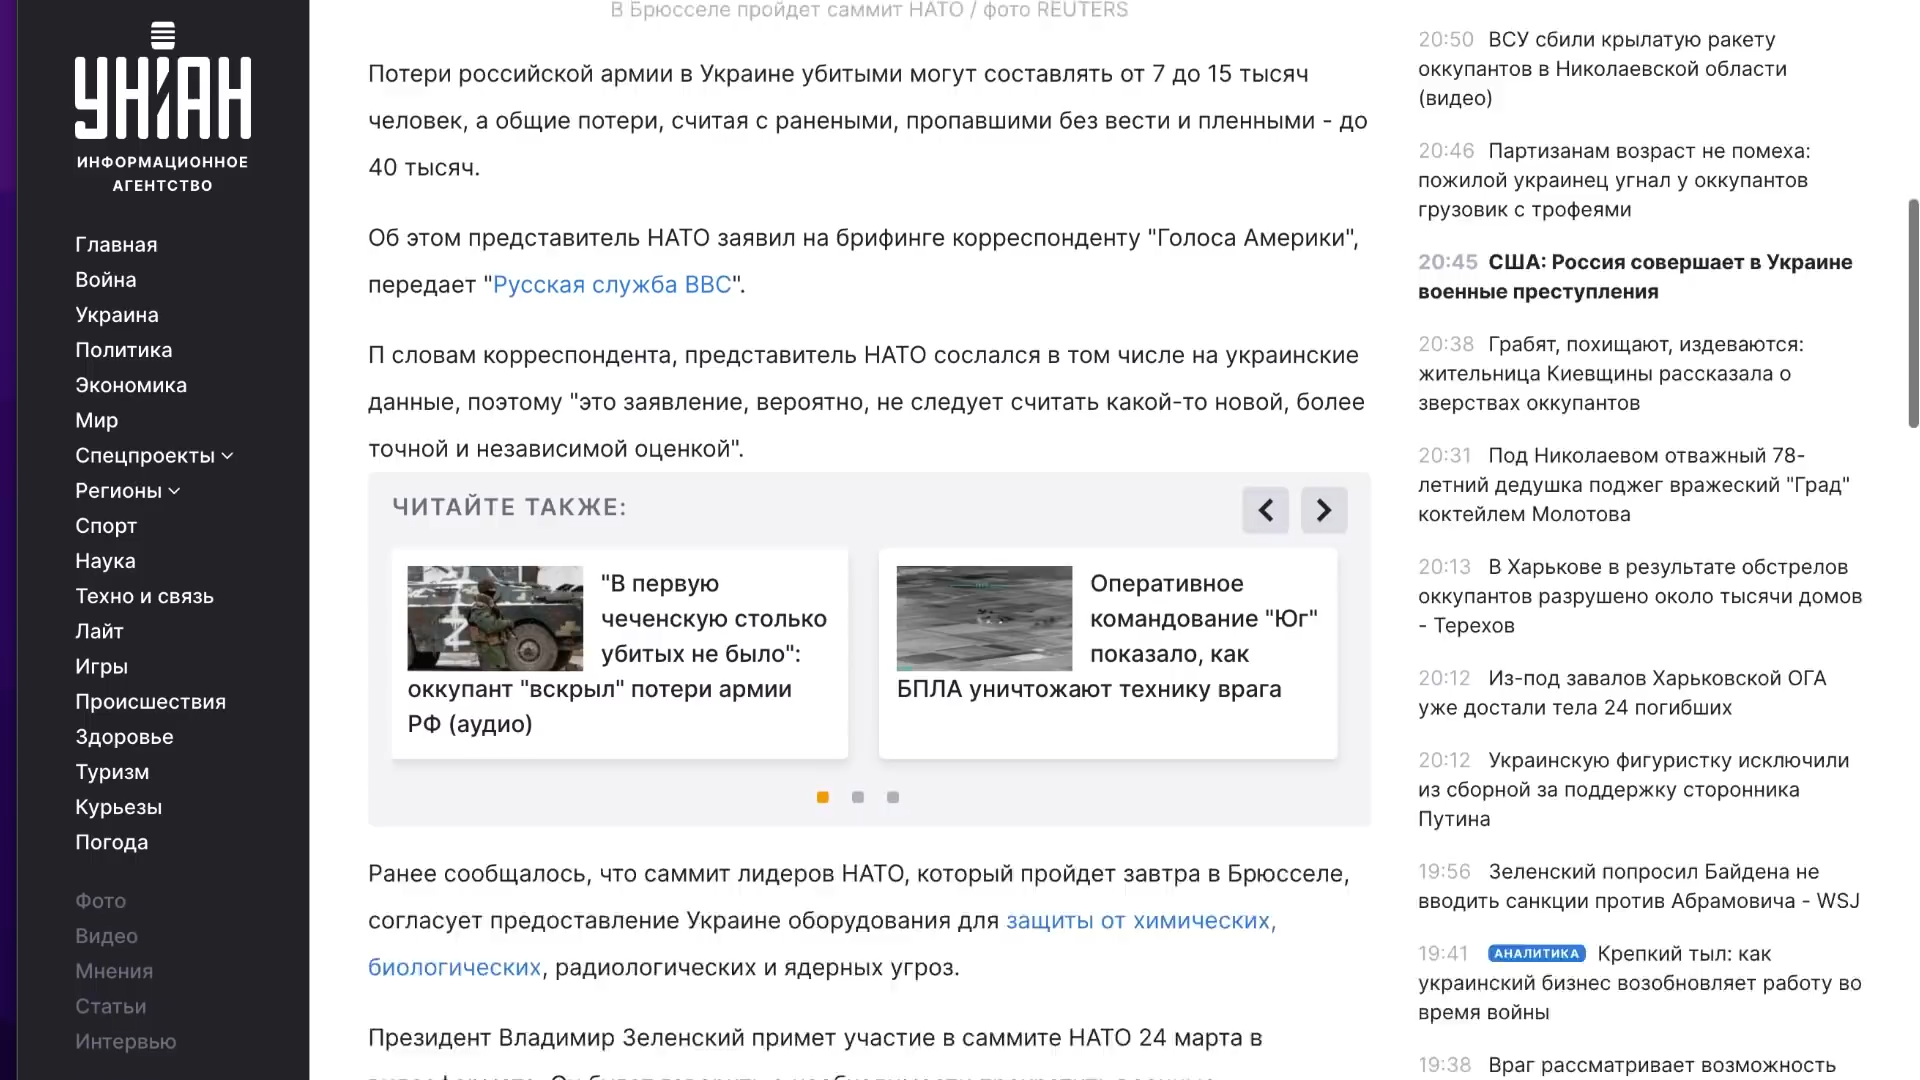 УНІАН
ИНФОРМАЦИОННОЕ
АГЕНТСТВО
Главная
Война
Украина
Политика
Экономика
Мир
Спецпроекты
Регионы
Спорт
Наука
Техно и связь
Лайт
Игры
Происшествия
Здоровье
Туризм
Курьезы
Погода
Фото
Видео
Мнения
Статьи
Интервью
В Брюсселе пройдет саммит НАТО / фото REUTERS
Потери российской армии в Украине убитыми могут составлять от 7 до 15 тысяч
человек, а общие потери, считая с ранеными, пропавшими без вести и пленными - до
40 тысяч.
Об этом представитель НАТО заявил на брифинге корреспонденту "Голоса Америки",
передает "Русская служба BBC".
П словам корреспондента, представитель НАТО сослался в том числе на украинские
данные, поэтому "это заявление, вероятно, не следует считать какой-то новой, более
точной и независимой оценкой".
ЧИТАЙТЕ ТАКЖЕ:
"В первую
чеченскую столько
убитых не было":
оккупант "вскрыл" потери армии
РФ (аудио)
Оперативное
командование "Юг"
показало, как
БПЛА уничтожают технику врага
Ранее сообщалось, что саммит лидеров НАТО, который пройдет завтра в Брюсселе,
согласует предоставление Украине оборудования для защиты от химических,
биологических, радиологических и ядерных угроз.
Президент Владимир Зеленский примет участие в саммите НАТО 24 марта в
20:50 ВСУ сбили крылатую ракету
оккупантов в Николаевской области
(видео)
20:46 Партизанам возраст не помеха:
пожилой украинец угнал у оккупантов
грузовик с трофеями
20:45 США: Россия совершает в Украине
военные преступления
20:38 Грабят, похищают, издеваются:
жительница Киевщины рассказала о
зверствах оккупантов
20:31 Под Николаевом отважный 78-
летний дедушка поджег вражеский "Град"
коктейлем Молотова
20:13 В Харькове в результате обстрелов
оккупантов разрушено около тысячи домов
- Терехов
20:12 Из-под завалов Харьковской ОГА
уже достали тела 24 погибших
20:12 Украинскую фигуристку исключили
из сборной за поддержку сторонника
Путина
19:56 Зеленский попросил Байдена не
вводить санкции против Абрамовича - WSJ
19:41 АНАЛИТИКА Крепкий тыл: как
украинский бизнес возобновляет работу во
время войны
19:38 Враг рассматривает возможность